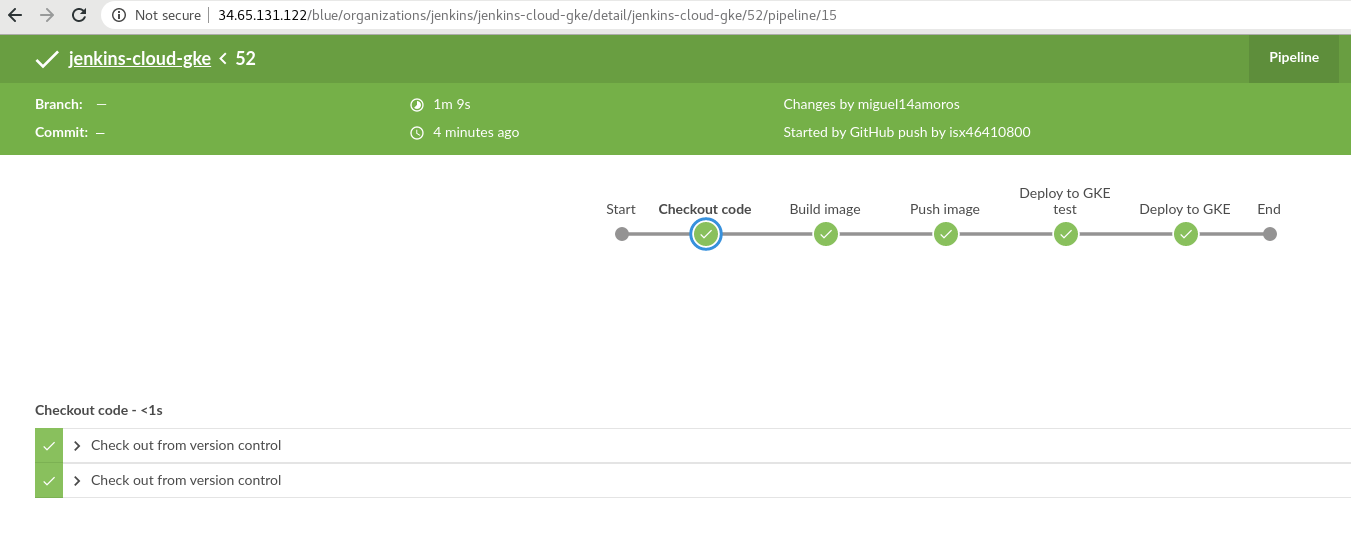 Not secure 34.65.131.122/blue/organizations/jenkins/jenkins-cloud-gke/detail/jenkins-cloud-gke/52/pipeline/15
jenkins-cloud-gke < 52 Pipeline
Branch: — 1m 9s Changes by miguel14amoros
Commit: — 4 minutes ago Started by GitHub push by isx46410800
Deploy to GKE
Start Checkout code Build image Push image test Deploy to GKE End
Checkout code - <1s
Check out from version control
Check out from version control